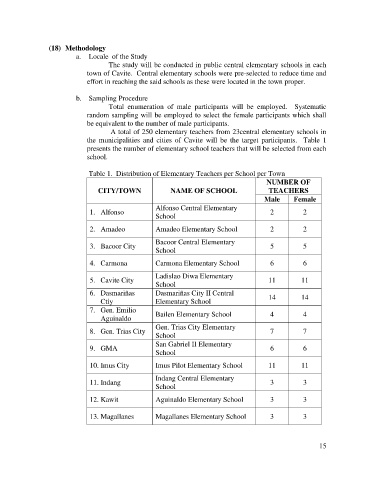 (18) Methodology
a. Locale of the Study
The study will be conducted in public central elementary schools in each
town of Cavite. Central elementary schools were pre-selected to reduce time and
effort in reaching the said schools as these were located in the town proper.
b. Sampling Procedure
Total enumeration of male participants will be employed. Systematic
random sampling will be employed to select the female participants which shall
be equivalent to the number of male participants.
A total of 250 elementary teachers from 23central elementary schools in
the municipalities and cities of Cavite will be the target participants. Table 1
presents the number of elementary school teachers that will be selected from each
school.
Table 1. Distribution of Elementary Teachers per School per Town
CITY/TOWN NAME OF SCHOOL NUMBER OF TEACHERS
Male Female
1. Alfonso Alfonso Central Elementary School 2 2
2. Amadeo Amadeo Elementary School 2 2
3. Bacoor City Bacoor Central Elementary School 5 5
4. Carmona Carmona Elementary School 6 6
5. Cavite City Ladislao Diwa Elementary School 11 11
6. Dasmariñas City Dasmariñas City II Central Elementary School 14 14
7. Gen. Emilio Aguinaldo Bailen Elementary School 4 4
8. Gen. Trias City Gen. Trias City Elementary School 7 7
9. GMA San Gabriel II Elementary School 6 6
10. Imus City Imus Pilot Elementary School 11 11
11. Indang Indang Central Elementary School 3 3
12. Kawit Aguinaldo Elementary School 3 3
13. Magallanes Magallanes Elementary School 3 3
15